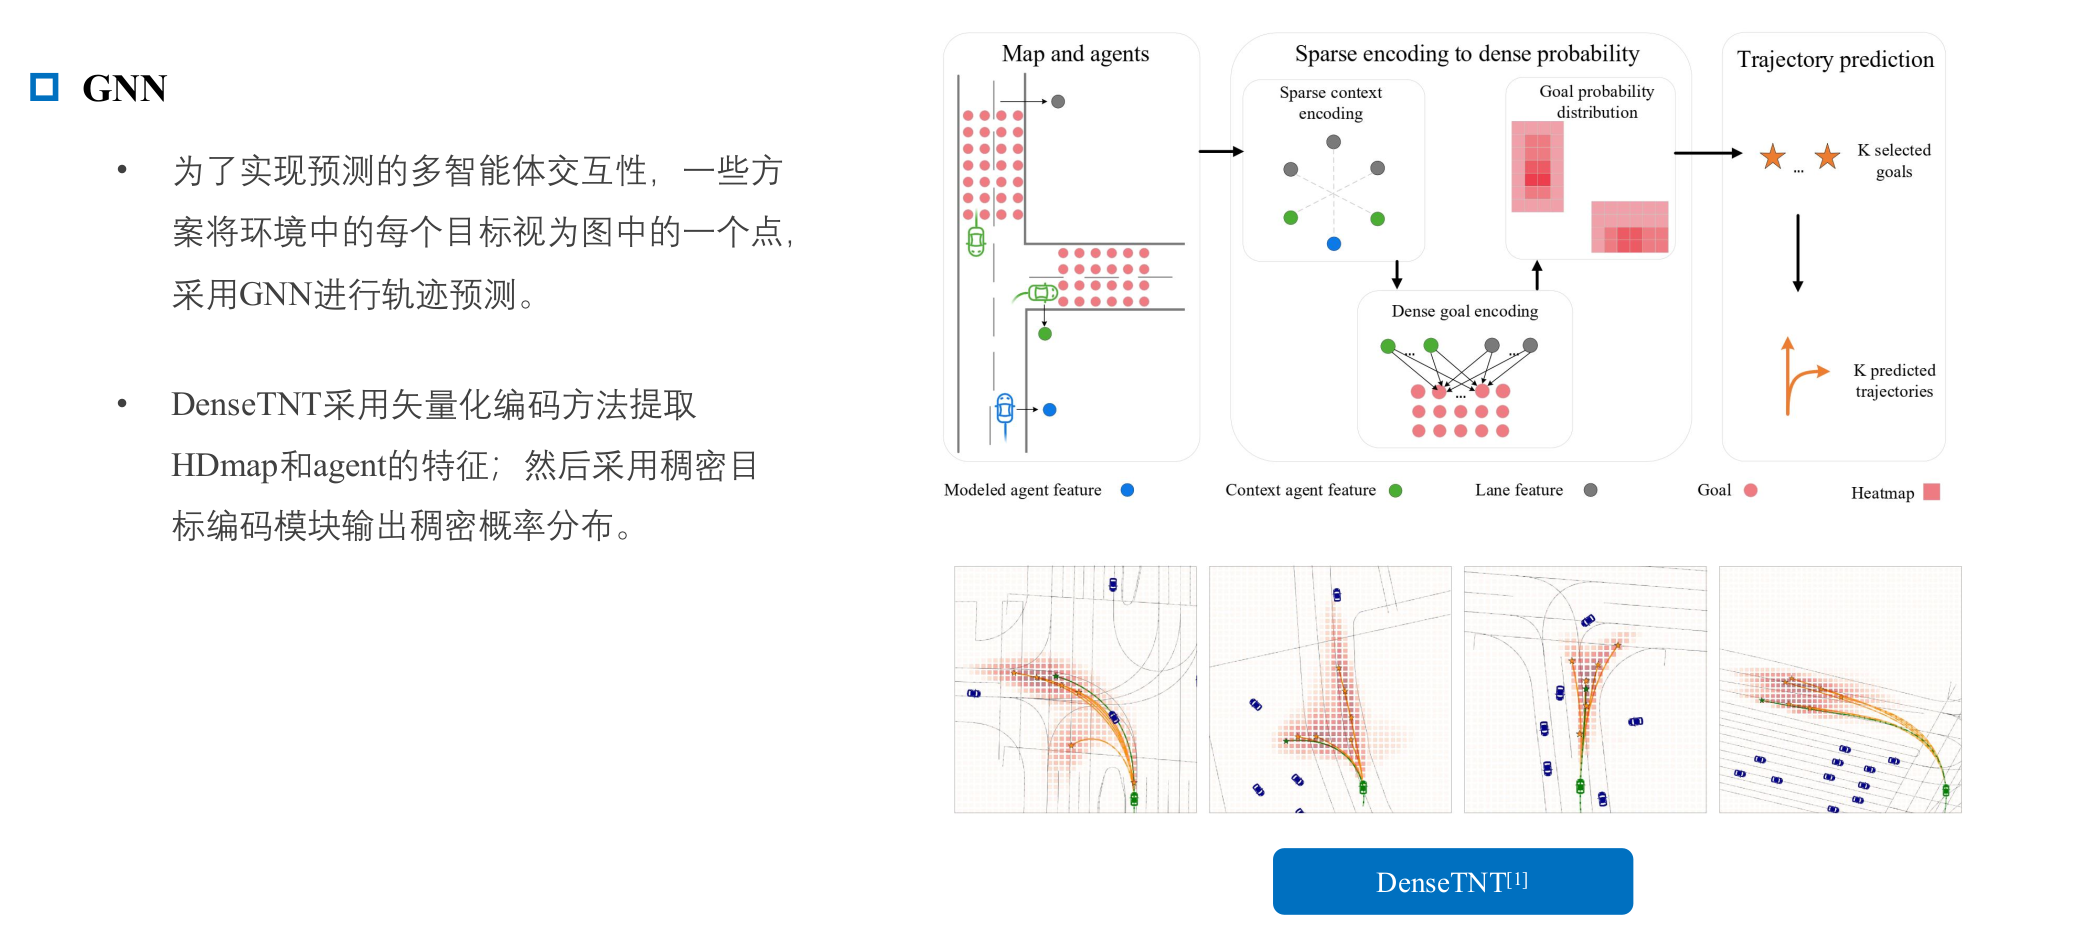 GNN
• 为了实现预测的多智能体交互性，一些方
案将环境中的每个目标视为图中的一个点，
采用GNN进行轨迹预测。
• DenseTNT采用矢量化编码方法提取
HDmap和agent的特征；然后采用稠密目
标编码模块输出稠密概率分布。
Map and agents
Sparse encoding to dense probability
Sparse context
encoding
Goal probability
distribution
Dense goal encoding
...
...
...
Trajectory prediction
...
K selected
goals
K predicted
trajectories
Modeled agent feature
Context agent feature
Lane feature
Goal
Heatmap
DenseTNT[1]